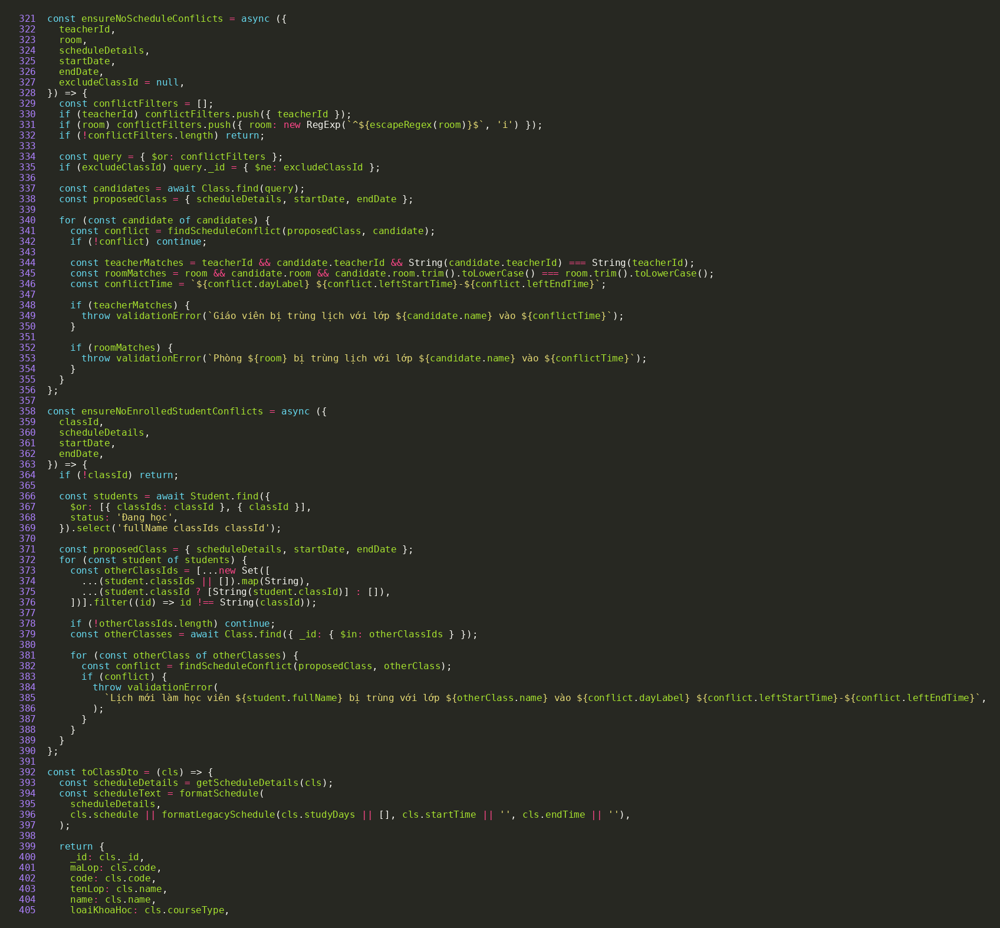 321 const ensureNoScheduleConflicts = async ({
322   teacherId,
323   room,
324   scheduleDetails,
325   startDate,
326   endDate,
327   excludeClassId = null,
328 }) => {
329   const conflictFilters = [];
330   if (teacherId) conflictFilters.push({ teacherId });
331   if (room) conflictFilters.push({ room: new RegExp(`^${escapeRegex(room)}$`, 'i') });
332   if (!conflictFilters.length) return;
333
334   const query = { $or: conflictFilters };
335   if (excludeClassId) query._id = { $ne: excludeClassId };
336
337   const candidates = await Class.find(query);
338   const proposedClass = { scheduleDetails, startDate, endDate };
339
340   for (const candidate of candidates) {
341     const conflict = findScheduleConflict(proposedClass, candidate);
342     if (!conflict) continue;
343
344     const teacherMatches = teacherId && candidate.teacherId && String(candidate.teacherId) === String(teacherId);
345     const roomMatches = room && candidate.room && candidate.room.trim().toLowerCase() === room.trim().toLowerCase();
346     const conflictTime = `${conflict.dayLabel} ${conflict.leftStartTime}-${conflict.leftEndTime}`;
347
348     if (teacherMatches) {
349       throw validationError(`Giáo viên bị trùng lịch với lớp ${candidate.name} vào ${conflictTime}`);
350     }
351
352     if (roomMatches) {
353       throw validationError(`Phòng ${room} bị trùng lịch với lớp ${candidate.name} vào ${conflictTime}`);
354     }
355   }
356 };
357
358 const ensureNoEnrolledStudentConflicts = async ({
359   classId,
360   scheduleDetails,
361   startDate,
362   endDate,
363 }) => {
364   if (!classId) return;
365
366   const students = await Student.find({
367     $or: [{ classIds: classId }, { classId }],
368     status: 'Đang học',
369   }).select('fullName classIds classId');
370
371   const proposedClass = { scheduleDetails, startDate, endDate };
372   for (const student of students) {
373     const otherClassIds = [...new Set([
374       ...(student.classIds || []).map(String),
375       ...(student.classId ? [String(student.classId)] : []),
376     ])].filter((id) => id !== String(classId));
377
378     if (!otherClassIds.length) continue;
379     const otherClasses = await Class.find({ _id: { $in: otherClassIds } });
380
381     for (const otherClass of otherClasses) {
382       const conflict = findScheduleConflict(proposedClass, otherClass);
383       if (conflict) {
384         throw validationError(
385           `Lịch mới làm học viên ${student.fullName} bị trùng với lớp ${otherClass.name} vào ${conflict.dayLabel} ${conflict.leftStartTime}-${conflict.leftEndTime}`,
386         );
387       }
388     }
389   }
390 };
391
392 const toClassDto = (cls) => {
393   const scheduleDetails = getScheduleDetails(cls);
394   const scheduleText = formatSchedule(
395     scheduleDetails,
396     cls.schedule || formatLegacySchedule(cls.studyDays || [], cls.startTime || '', cls.endTime || ''),
397   );
398
399   return {
400     _id: cls._id,
401     maLop: cls.code,
402     code: cls.code,
403     tenLop: cls.name,
404     name: cls.name,
405     loaiKhoaHoc: cls.courseType,